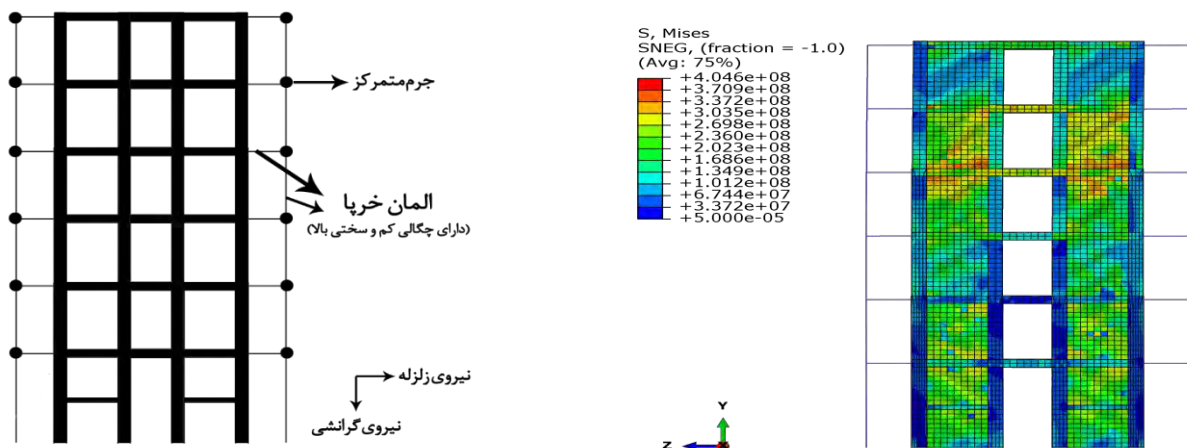 جرم متمرکز
المان خرپا
(دارای چگالی کم و سختی بالا)
نیروی زلزله
نیروی گرانشی
S, Mises
SNEG, (fraction = -1.0)
(Avg: 75%)
+4.046e+08
+3.709e+08
+3.372e+08
+3.035e+08
+2.698e+08
+2.360e+08
+2.023e+08
+1.686e+08
+1.349e+08
+1.012e+08
+6.744e+07
+3.372e+07
+5.000e-05
Y
Z
X